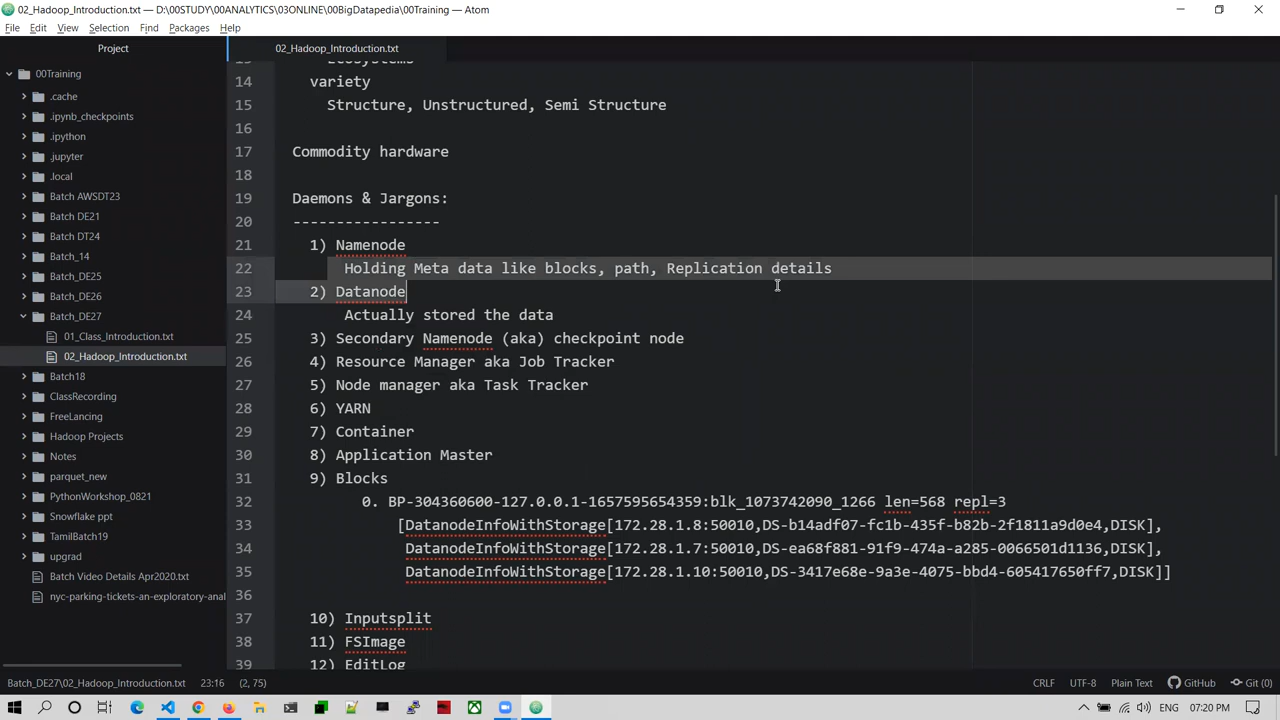 02_Hadoop_Introduction.txt — D:\00STUDY\00ANALYTICS\03ONLINE\00BigDatapedia\00Training — Atom
File Edit View Selection Find Packages Help
Project
02_Hadoop_Introduction.txt
00Training
.cache
.ipynb_checkpoints
.ipython
.jupyter
.local
Batch AWSDT23
Batch DE21
Batch DT24
Batch_14
Batch_DE25
Batch_DE26
Batch_DE27
01_Class_Introduction.txt
02_Hadoop_Introduction.txt
Batch18
ClassRecording
FreeLancing
Hadoop Projects
Notes
parquet_new
PythonWorkshop_0821
Snowflake ppt
TamilBatch19
upgrad
Batch Video Details Apr2020.txt
nyc-parking-tickets-an-exploratory-anal
13 Ecosystems
14 variety
15 Structure, Unstructured, Semi Structure
16
17 Commodity hardware
18
19 Daemons & Jargons:
20 -----------------
21 1) Namenode
22 Holding Meta data like blocks, path, Replication details
23 2) Datanode
24 Actually stored the data
25 3) Secondary Namenode (aka) checkpoint node
26 4) Resource Manager aka Job Tracker
27 5) Node manager aka Task Tracker
28 6) YARN
29 7) Container
30 8) Application Master
31 9) Blocks
32 0. BP-304360600-127.0.0.1-1657595654359:blk_1073742090_1266 len=568 repl=3
33 [DatanodeInfoWithStorage[172.28.1.8:50010,DS-b14adf07-fc1b-435f-b82b-2f1811a9d0e4,DISK],
34 DatanodeInfoWithStorage[172.28.1.7:50010,DS-ea68f881-91f9-474a-a285-0066501d1136,DISK],
35 DatanodeInfoWithStorage[172.28.1.10:50010,DS-3417e68e-9a3e-4075-bbd4-605417650ff7,DISK]]
36
37 10) Inputsplit
38 11) FSImage
39 12) EditLog
Batch_DE27\02_Hadoop_Introduction.txt 23:16 (2, 75) CRLF UTF-8 Plain Text GitHub Git (0)
ENG 07:20 PM